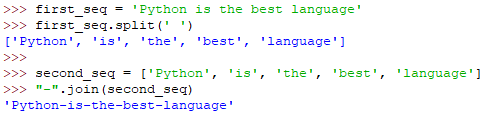 >>> first_seq = 'Python is the best language'
>>> first_seq.split(' ')
['Python', 'is', 'the', 'best', 'language']
>>>
>>> second_seq = ['Python', 'is', 'the', 'best', 'language']
>>> "-".join(second_seq)
'Python-is-the-best-language'